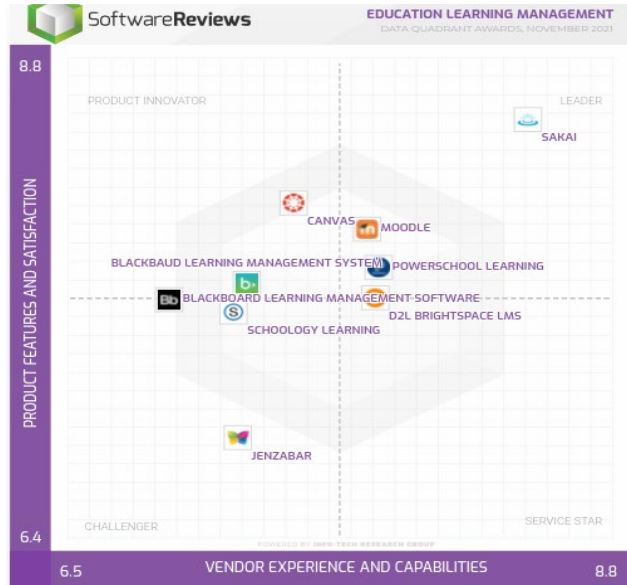 SoftwareReviews
EDUCATION LEARNING MANAGEMENT
DATA QUADRANT AWARDS, NOVEMBER 2021
8.8
PRODUCT INNOVATOR
LEADER
SAKAI
CANVAS
MOODLE
BLACKBAUD LEARNING MANAGEMENT SYSTEM
POWERSCHOOL LEARNING
Bb
b
BLACKBOARD LEARNING MANAGEMENT SOFTWARE
D2L BRIGHTSPACE LMS
S
SCHOOLOGY LEARNING
JENZABAR
PRODUCT FEATURES AND SATISFACTION
CHALLENGER
SERVICE STAR
6.4
POWERED BY INFO-TECH RESEARCH GROUP
6.5
VENDOR EXPERIENCE AND CAPABILITIES
8.8